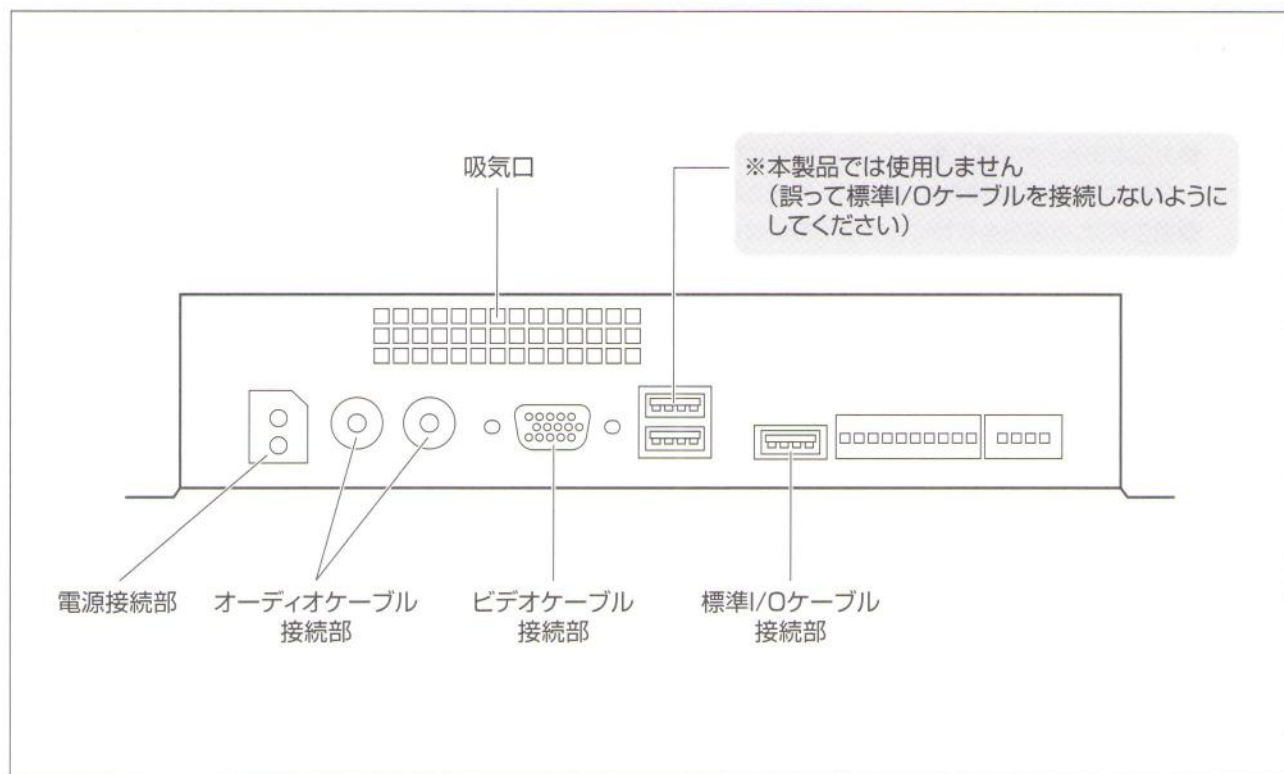 吸気口
※本製品では使用しません
(誤って標準I/Oケーブルを接続しないように
してください)
電源接続部
オーディオケーブル
接続部
ビデオケーブル
接続部
標準I/Oケーブル
接続部